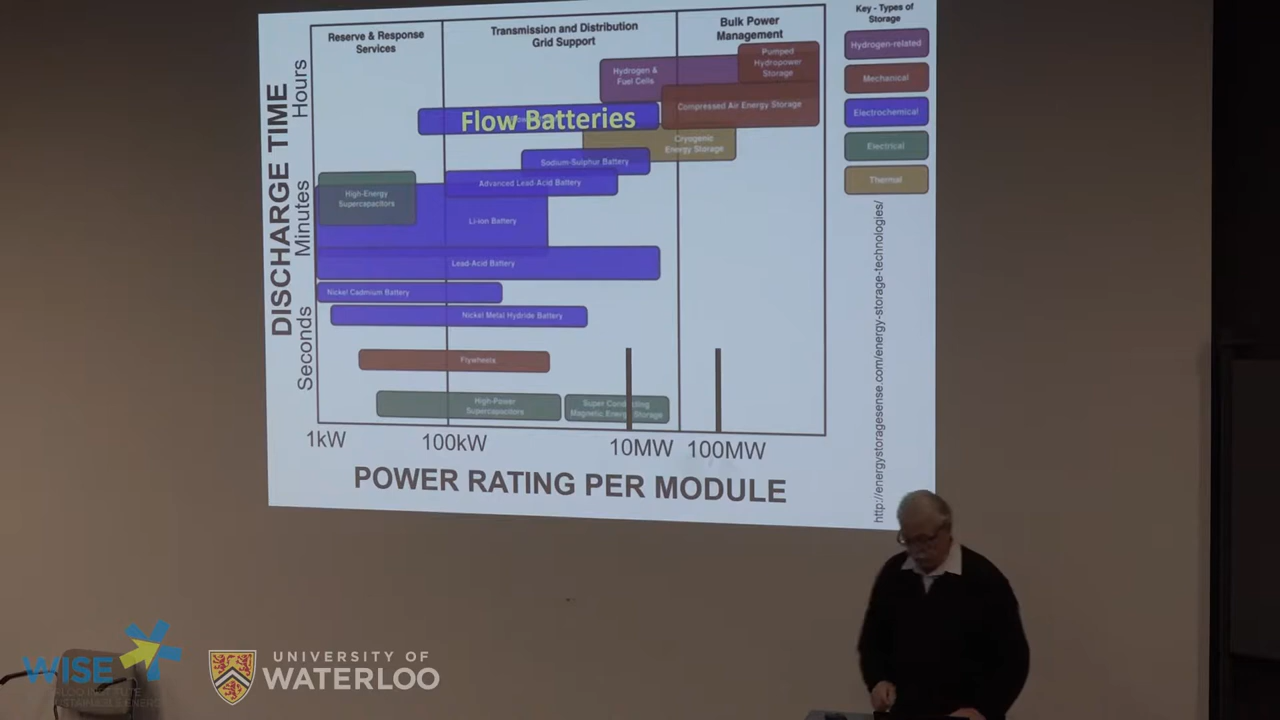 Reserve & Response
Services
Transmission and Distribution
Grid Support
Bulk Power
Management
Key - Types of
Storage
Hydrogen-related
Mechanical
Electrochemical
Electrical
Thermal
http://energystoragesense.com/energy-storage-technologies/
DISCHARGE TIME
Hours
Minutes
Seconds
Pumped
Hydropower
Storage
Hydrogen &
Fuel Cells
Compressed Air Energy Storage
Flow Batteries
Cryogenic
Energy Storage
Sodium-Sulphur Battery
Advanced Lead-Acid Battery
High-Energy
Supercapacitors
Li-ion Battery
Lead-Acid Battery
Nickel Cadmium Battery
Nickel Metal Hydride Battery
Flywheels
High-Power
Supercapacitors
Super Conducting
Magnetic Energy Storage
1kW
100kW
10MW
100MW
POWER RATING PER MODULE
WISE
UNIVERSITY OF
WATERLOO